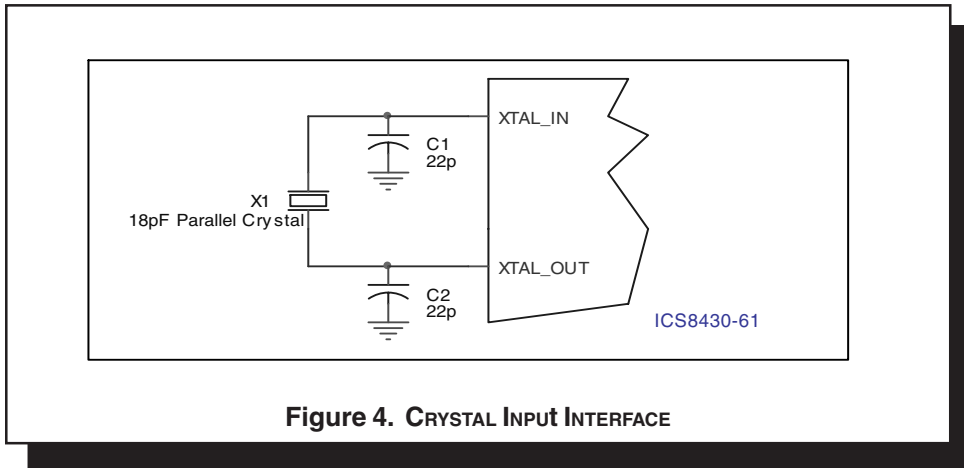 XTAL_IN
C1
22p
X1
18pF Parallel Crystal
XTAL_OUT
C2
22p
ICS8430-61
Figure 4. CRYSTAL INPUT INTERFACE